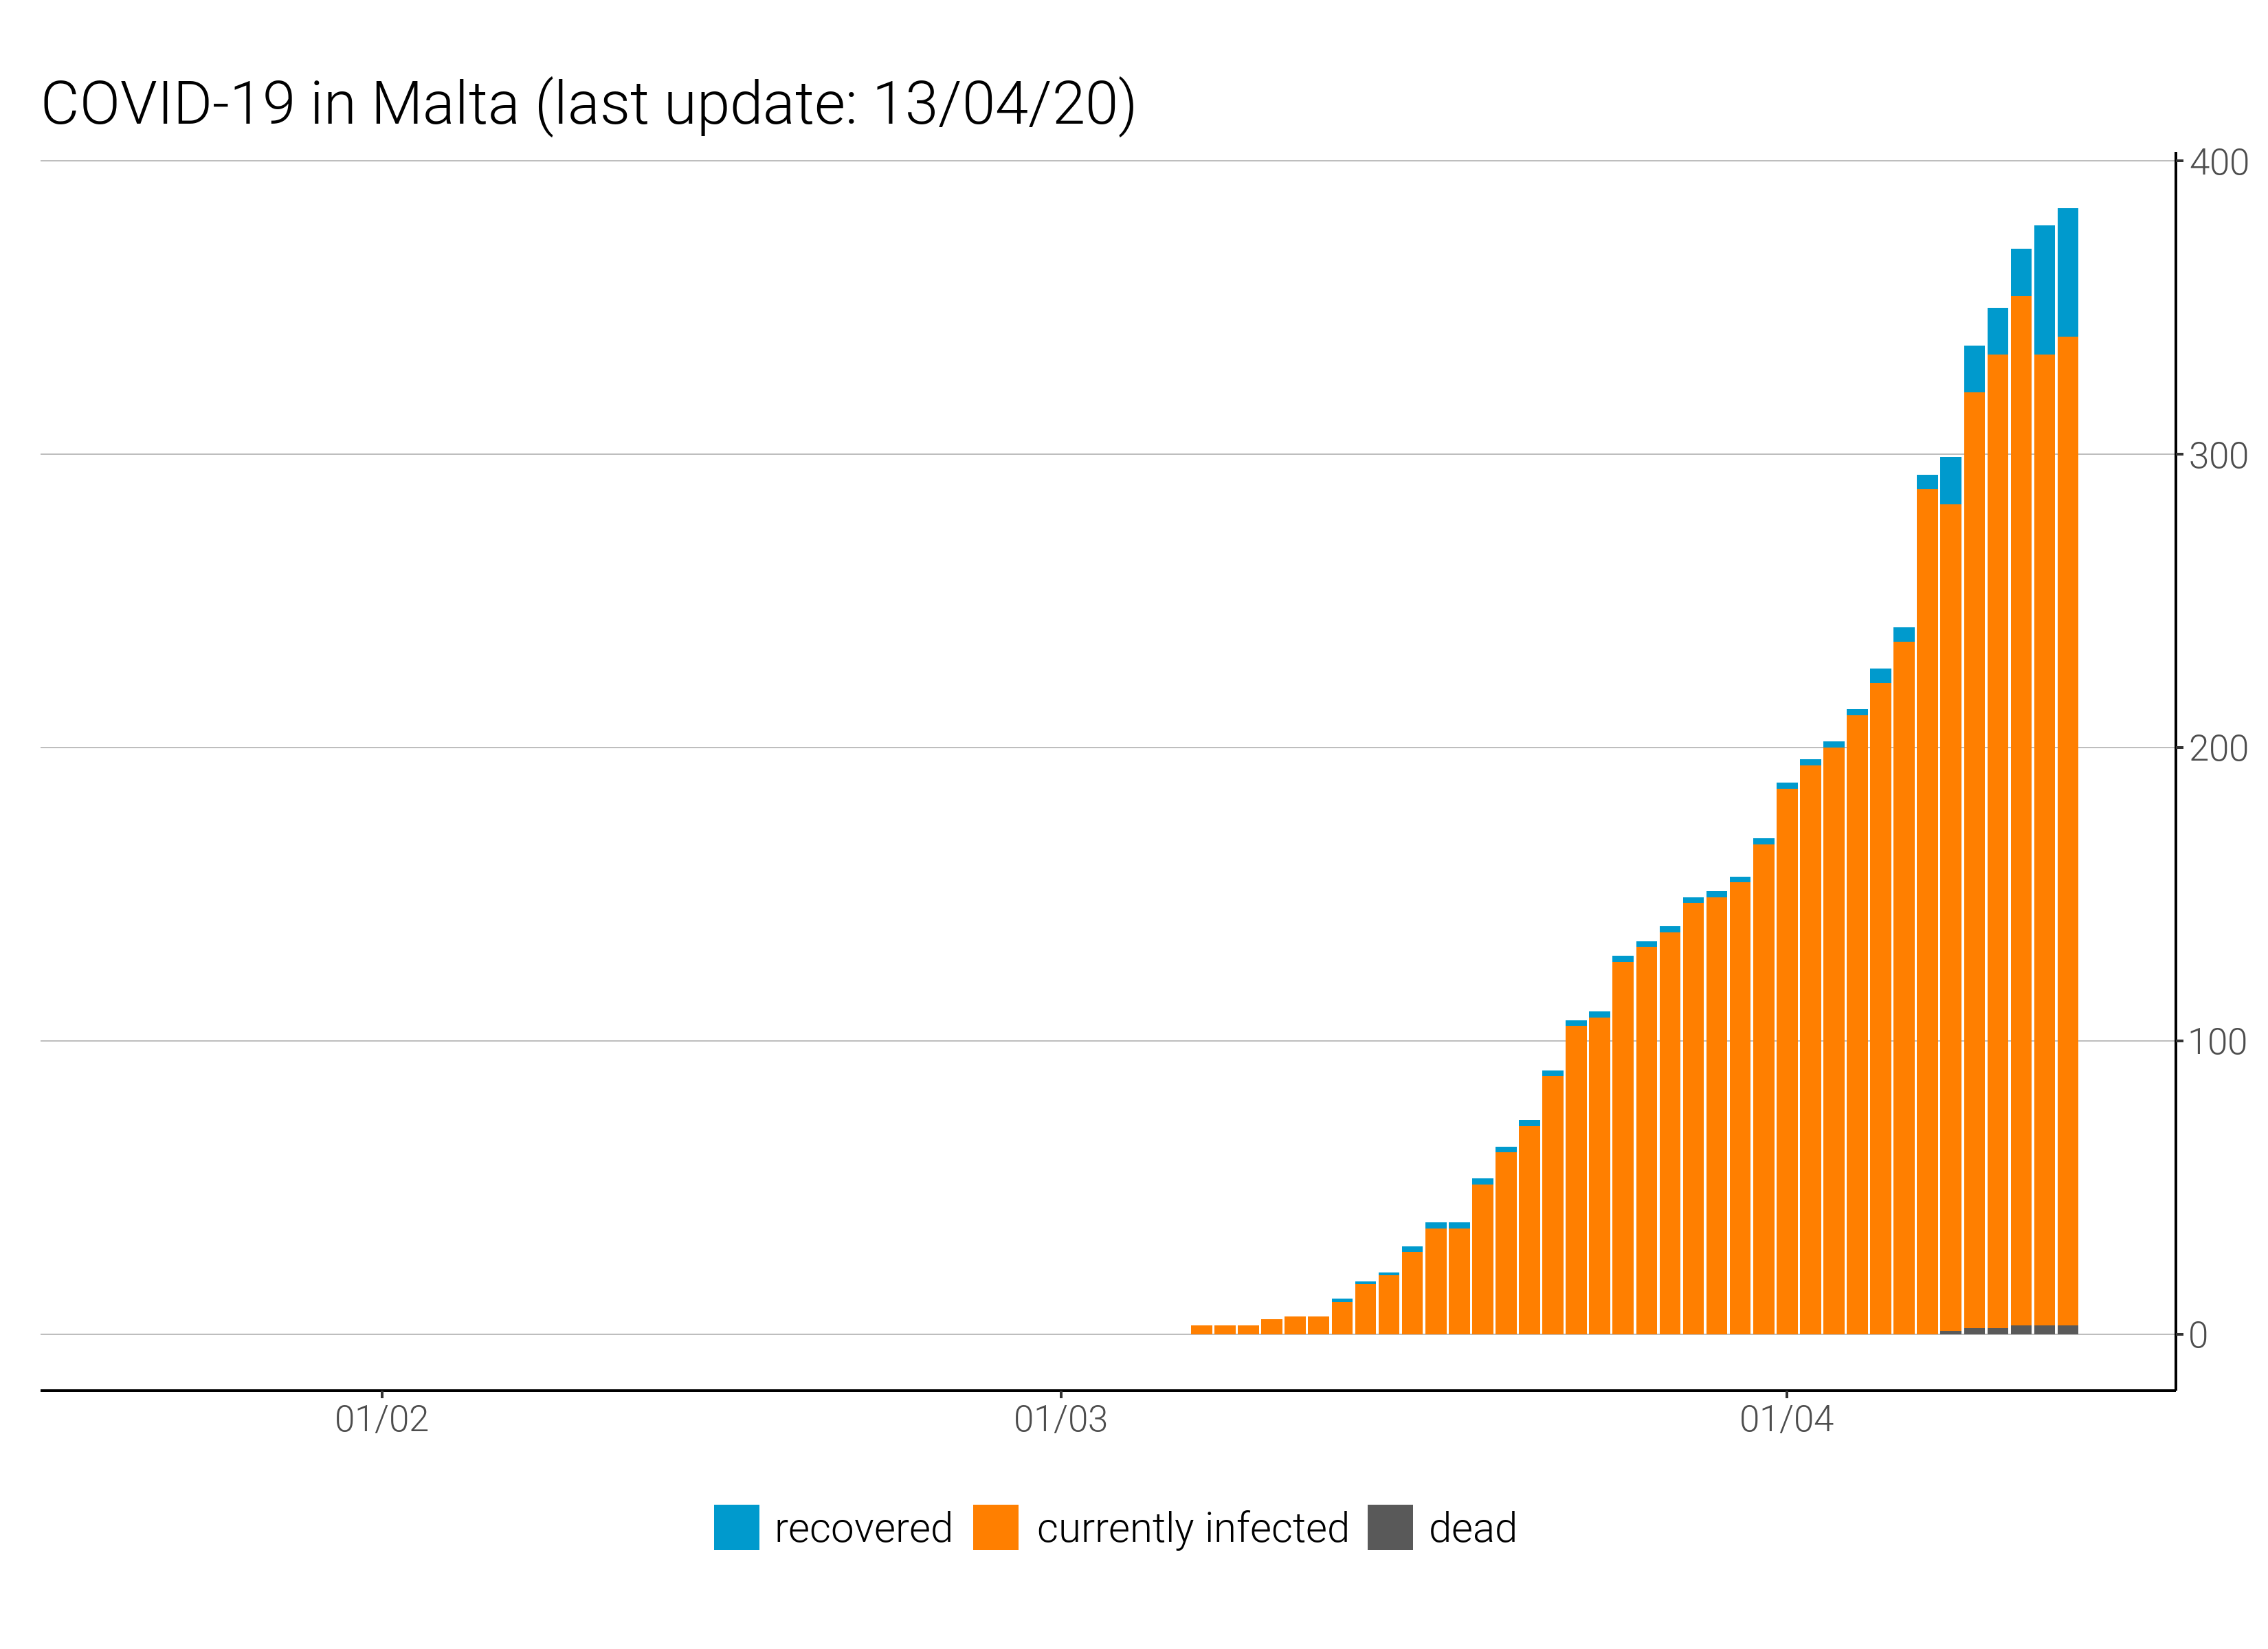 COVID-19 in Malta (last update: 13/04/20)
400
300
200
100
0
01/02 01/03 01/04
recovered currently infected dead